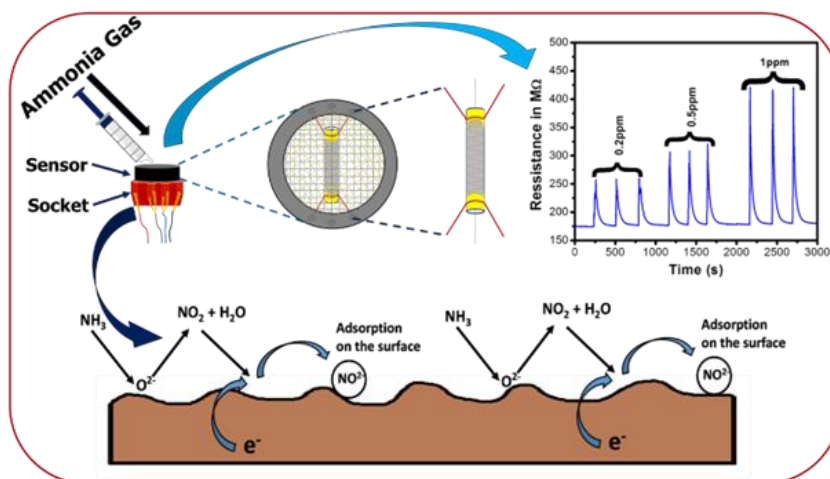 Ammonia Gas
Sensor
Socket
Ressistance in MΩ
500
450
400
350
300
250
200
150
0.2ppm
0.5ppm
1ppm
0 500 1000 1500 2000 2500 3000
Time (s)
NH₃
NO₂ + H₂O
Adsorption
on the surface
O²⁻
NO²⁻
e⁻
NH₃
NO₂ + H₂O
Adsorption
on the surface
O²⁻
NO²⁻
e⁻